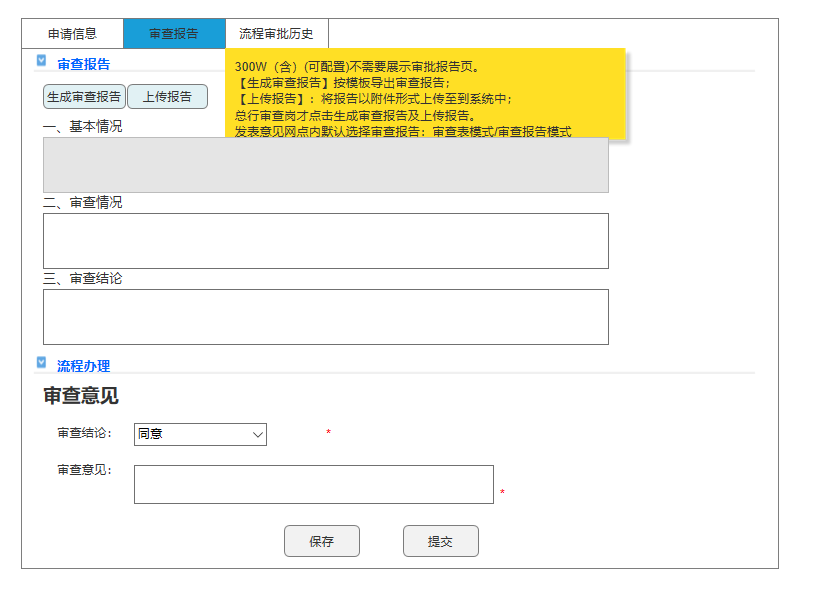 申请信息 审查报告 流程审批历史
审查报告
300W（含）(可配置)不需要展示审批报告页。
【生成审查报告】按模板导出审查报告；
【上传报告】：将报告以附件形式上传至到系统中；
总行审查岗才点击生成审查报告及上传报告。
发表意见网点内默认选择审查报告：审查表模式/审查报告模式
生成审查报告 上传报告
一、基本情况
二、审查情况
三、审查结论
流程办理
审查意见
审查结论： 同意 *
审查意见： *
保存 提交